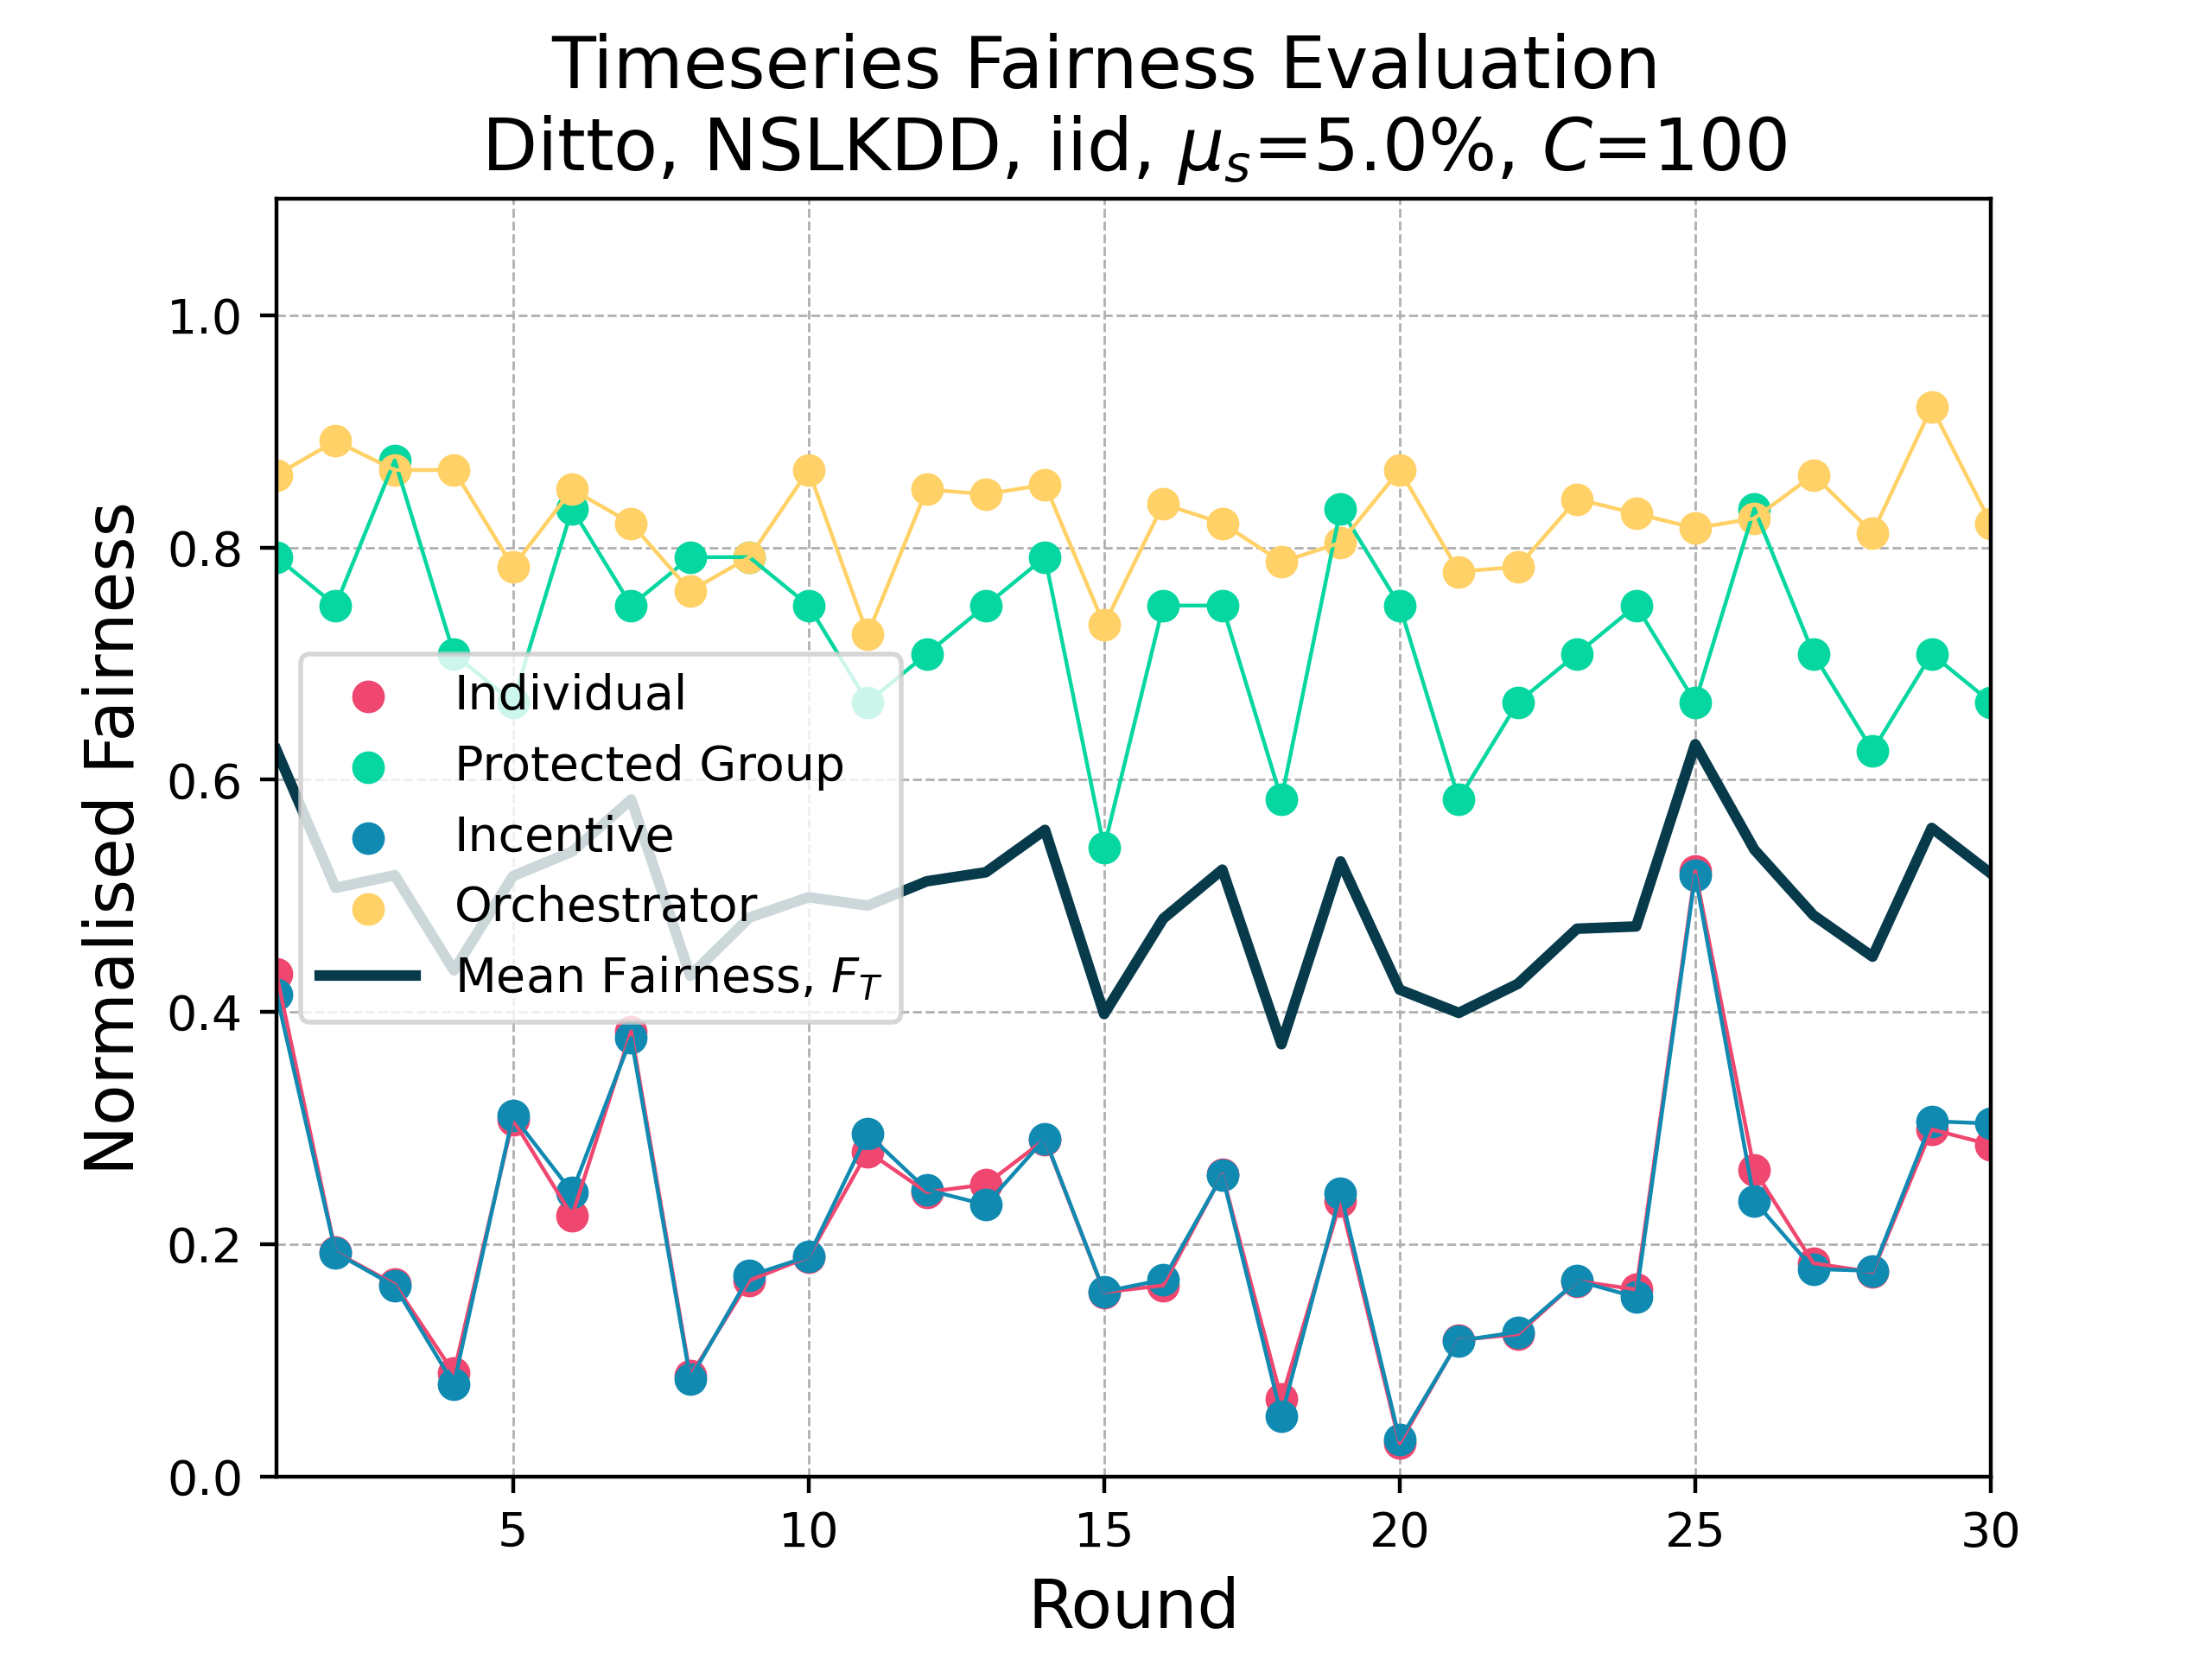 Timeseries Fairness Evaluation
Ditto, NSLKDD, iid, μₛ=5.0%, C=100
Normalised Fairness
1.0
0.8
0.6
0.4
0.2
0.0
Individual
Protected Group
Incentive
Orchestrator
Mean Fairness, F_T
5 10 15 20 25 30
Round